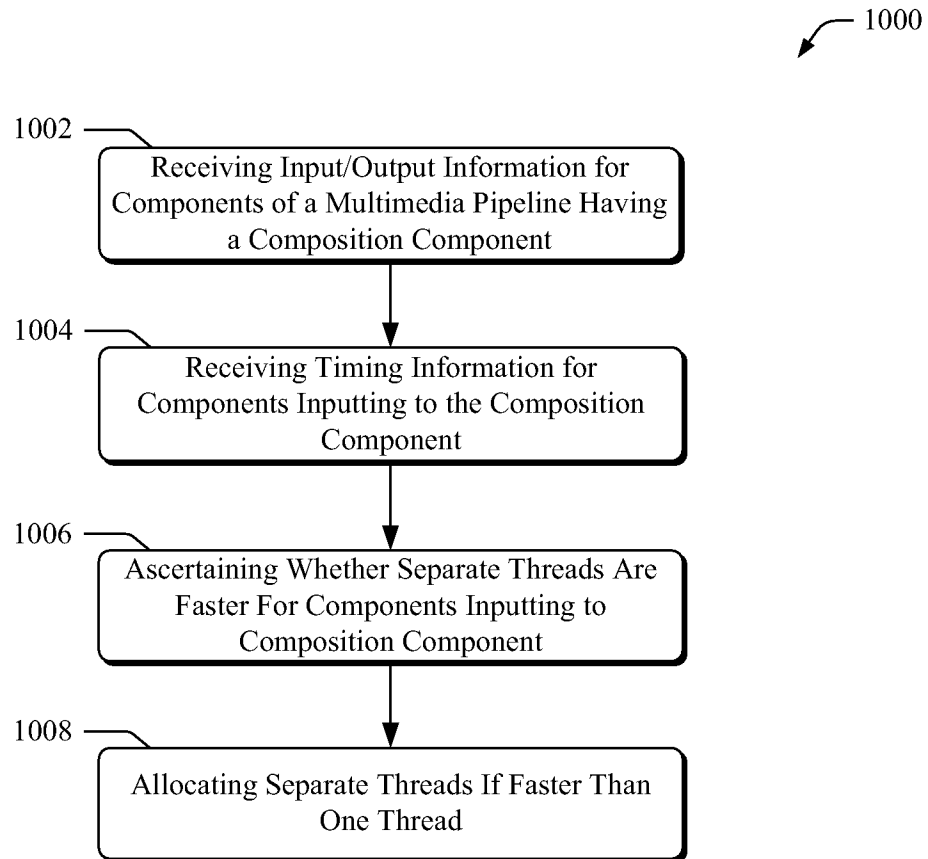 1000
1002
Receiving Input/Output Information for
Components of a Multimedia Pipeline Having
a Composition Component
1004
Receiving Timing Information for
Components Inputting to the Composition
Component
1006
Ascertaining Whether Separate Threads Are
Faster For Components Inputting to
Composition Component
1008
Allocating Separate Threads If Faster Than
One Thread